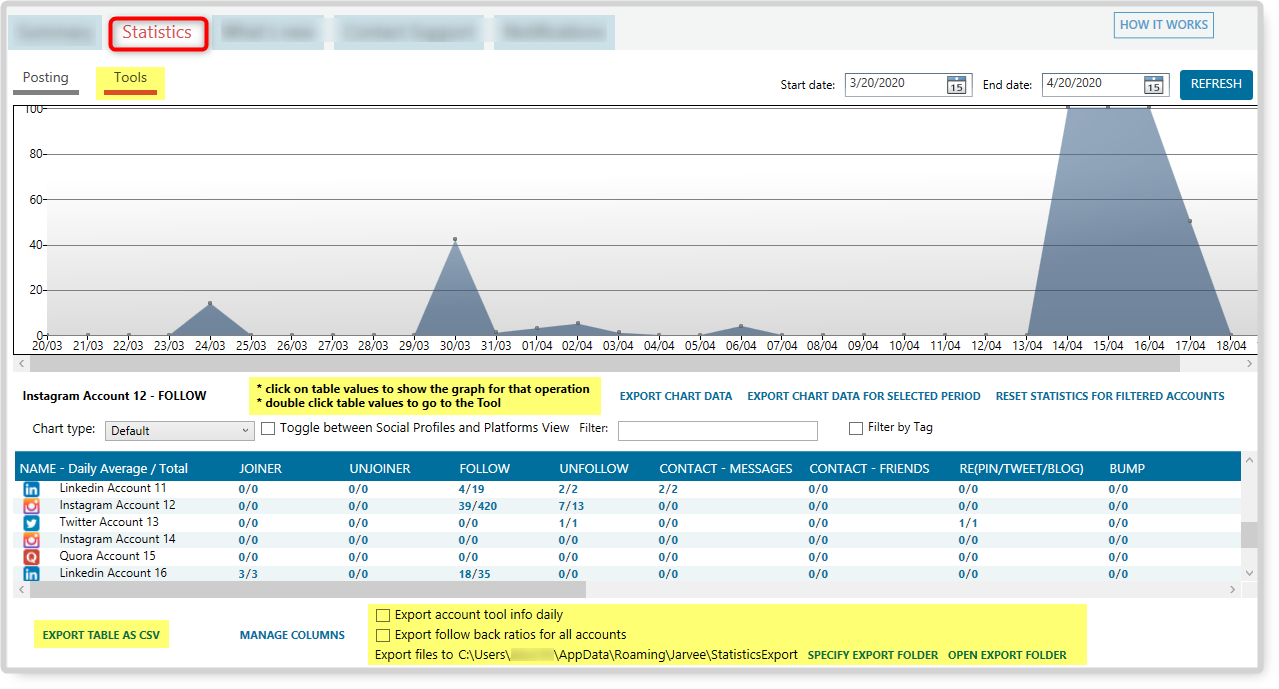 Statistics
HOW IT WORKS
Posting Tools
Start date: 3/20/2020 15 End date: 4/20/2020 15 REFRESH
100
80
60
40
20
0
20/03 21/03 22/03 23/03 24/03 25/03 26/03 27/03 28/03 29/03 30/03 31/03 01/04 02/04 03/04 04/04 05/04 06/04 07/04 08/04 09/04 10/04 11/04 12/04 13/04 14/04 15/04 16/04 17/04 18/04
Instagram Account 12 - FOLLOW
* click on table values to show the graph for that operation
* double click table values to go to the Tool
EXPORT CHART DATA EXPORT CHART DATA FOR SELECTED PERIOD RESET STATISTICS FOR FILTERED ACCOUNTS
Chart type: Default Toggle between Social Profiles and Platforms View Filter: Filter by Tag
NAME - Daily Average / Total JOINER UNJOINER FOLLOW UNFOLLOW CONTACT - MESSAGES CONTACT - FRIENDS RE(PIN/TWEET/BLOG) BUMP
in Linkedin Account 11 0/0 0/0 4/19 2/2 2/2 0/0 0/0 0/0
Instagram Account 12 0/0 0/0 39/420 7/13 0/0 0/0 0/0 0/0
Twitter Account 13 0/0 0/0 0/0 1/1 0/0 0/0 1/1 0/0
Instagram Account 14 0/0 0/0 0/0 0/0 0/0 0/0 0/0 0/0
Q Quora Account 15 0/0 0/0 0/0 0/0 0/0 0/0 0/0 0/0
in Linkedin Account 16 3/3 0/0 18/35 0/0 0/0 0/0 0/0 0/0
EXPORT TABLE AS CSV MANAGE COLUMNS
Export account tool info daily
Export follow back ratios for all accounts
Export files to C:\Users\ \AppData\Roaming\Jarvee\StatisticsExport SPECIFY EXPORT FOLDER OPEN EXPORT FOLDER